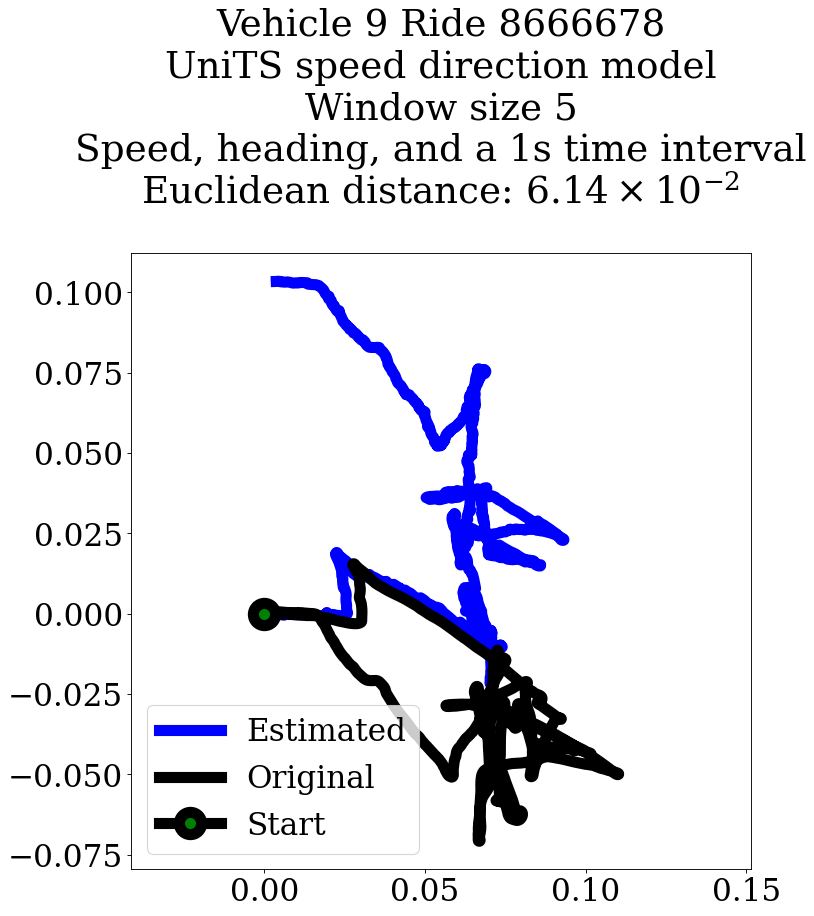 Vehicle 9 Ride 8666678
UniTS speed direction model
Window size 5
Speed, heading, and a 1s time interval
Euclidean distance: 6.14 × 10⁻²
0.100
0.075
0.050
0.025
0.000
−0.025
−0.050
−0.075
Estimated
Original
Start
0.00 0.05 0.10 0.15